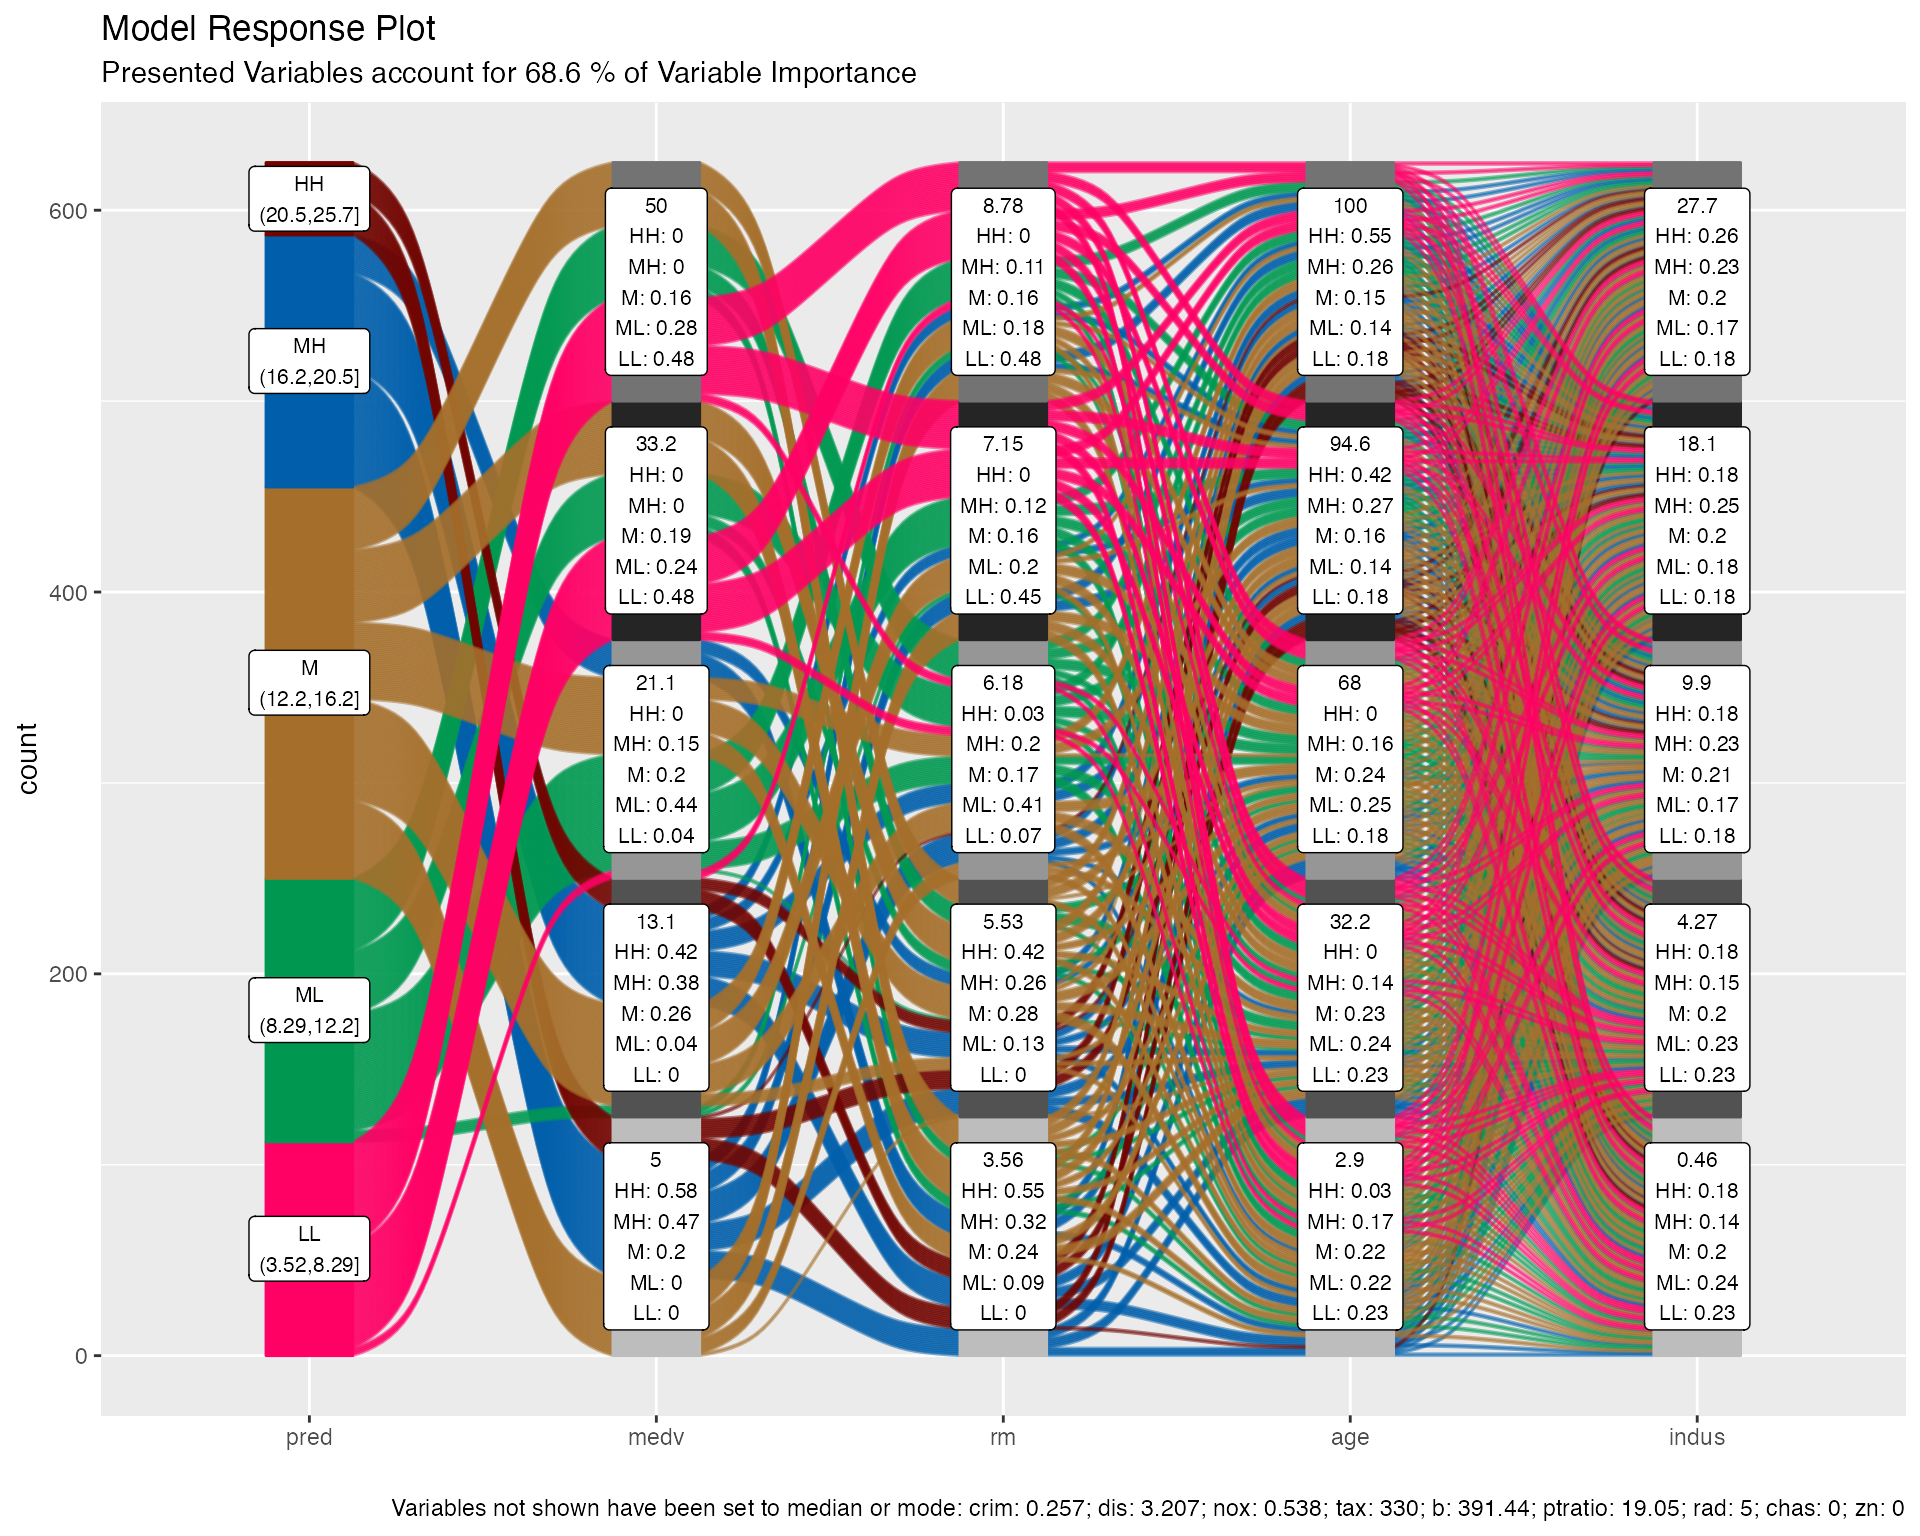 Model Response Plot
Presented Variables account for 68.6 % of Variable Importance
count
600
400
200
0
HH
(20.5,25.7]
MH
(16.2,20.5]
M
(12.2,16.2]
ML
(8.29,12.2]
LL
(3.52,8.29]
50
HH: 0
MH: 0
M: 0.16
ML: 0.28
LL: 0.48
33.2
HH: 0
MH: 0
M: 0.19
ML: 0.24
LL: 0.48
21.1
HH: 0
MH: 0.15
M: 0.2
ML: 0.44
LL: 0.04
13.1
HH: 0.42
MH: 0.38
M: 0.26
ML: 0.04
LL: 0
5
HH: 0.58
MH: 0.47
M: 0.2
ML: 0
LL: 0
8.78
HH: 0
MH: 0.11
M: 0.16
ML: 0.18
LL: 0.48
7.15
HH: 0
MH: 0.12
M: 0.16
ML: 0.2
LL: 0.45
6.18
HH: 0.03
MH: 0.2
M: 0.17
ML: 0.41
LL: 0.07
5.53
HH: 0.42
MH: 0.26
M: 0.28
ML: 0.13
LL: 0
3.56
HH: 0.55
MH: 0.32
M: 0.24
ML: 0.09
LL: 0
100
HH: 0.55
MH: 0.26
M: 0.15
ML: 0.14
LL: 0.18
94.6
HH: 0.42
MH: 0.27
M: 0.16
ML: 0.14
LL: 0.18
68
HH: 0
MH: 0.16
M: 0.24
ML: 0.25
LL: 0.18
32.2
HH: 0
MH: 0.14
M: 0.23
ML: 0.24
LL: 0.23
2.9
HH: 0.03
MH: 0.17
M: 0.22
ML: 0.22
LL: 0.23
27.7
HH: 0.26
MH: 0.23
M: 0.2
ML: 0.17
LL: 0.18
18.1
HH: 0.18
MH: 0.25
M: 0.2
ML: 0.18
LL: 0.18
9.9
HH: 0.18
MH: 0.23
M: 0.21
ML: 0.17
LL: 0.18
4.27
HH: 0.18
MH: 0.15
M: 0.2
ML: 0.23
LL: 0.23
0.46
HH: 0.18
MH: 0.14
M: 0.2
ML: 0.24
LL: 0.23
pred
medv
rm
age
indus
Variables not shown have been set to median or mode: crim: 0.257; dis: 3.207; nox: 0.538; tax: 330; b: 391.44; ptratio: 19.05; rad: 5; chas: 0; zn: 0